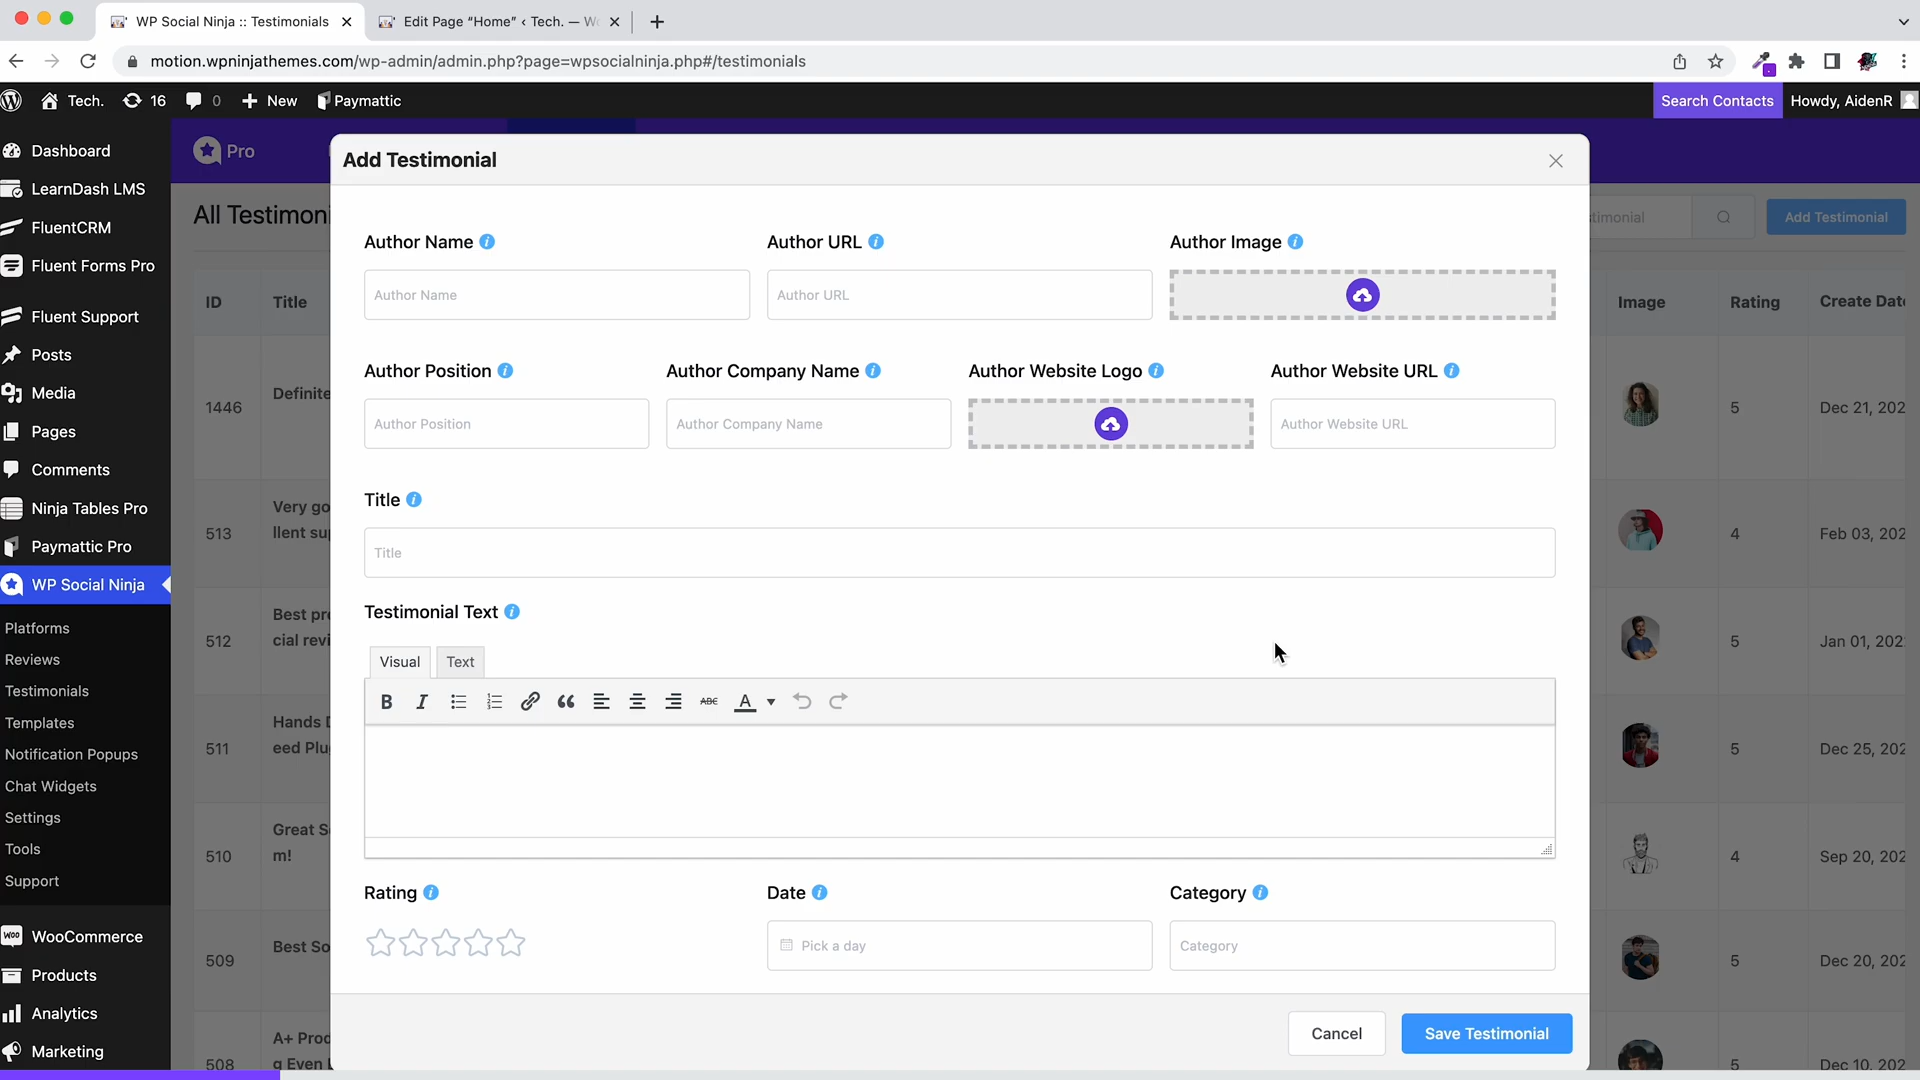 WP Social Ninja :: Testimonials
Edit Page “Home” ‹ Tech. — W
motion.wpninjathemes.com/wp-admin/admin.php?page=wpsocialninja.php#/testimonials
Tech.
16
0
New
Paymattic
Search Contacts
Howdy, AidenR
Dashboard
LearnDash LMS
FluentCRM
Fluent Forms Pro
Fluent Support
Posts
Media
Pages
Comments
Ninja Tables Pro
Paymattic Pro
WP Social Ninja
Platforms
Reviews
Testimonials
Templates
Notification Popups
Chat Widgets
Settings
Tools
Support
WooCommerce
Products
Analytics
Marketing
Pro
All Testimoni
stimonial
Add Testimonial
ID
Title
Image
Rating
Create Date
1446
Definite
5
Dec 21, 202
513
Very go
llent su
4
Feb 03, 202
512
Best pr
cial revi
5
Jan 01, 202
511
Hands D
eed Plu
5
Dec 25, 202
510
Great S
m!
4
Sep 20, 202
509
Best So
5
Dec 20, 202
508
A+ Prod
g Even
5
Dec 10, 202
Add Testimonial
Author Name
Author URL
Author Image
Author Name
Author URL
Author Position
Author Company Name
Author Website Logo
Author Website URL
Author Position
Author Company Name
Author Website URL
Title
Title
Testimonial Text
Visual
Text
B
I
ABC
A
Rating
Date
Category
Pick a day
Category
Cancel
Save Testimonial